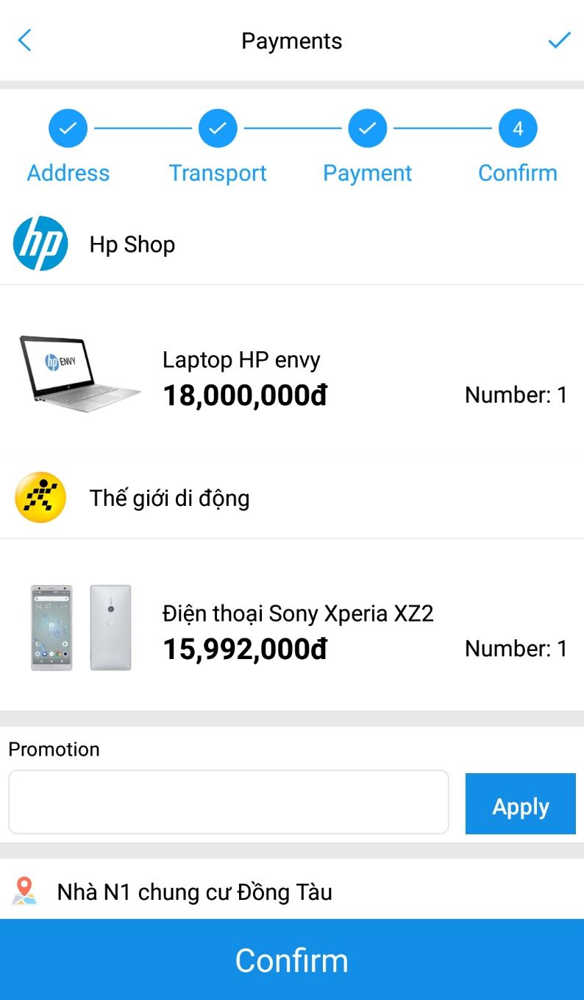 Payments
4
Address Transport Payment Confirm
hp Hp Shop
hp ENVY
Laptop HP envy
18,000,000đ Number: 1
Thế giới di động
14:47
Điện thoại Sony Xperia XZ2
15,992,000đ Number: 1
Promotion
Apply
Nhà N1 chung cư Đồng Tàu
Confirm